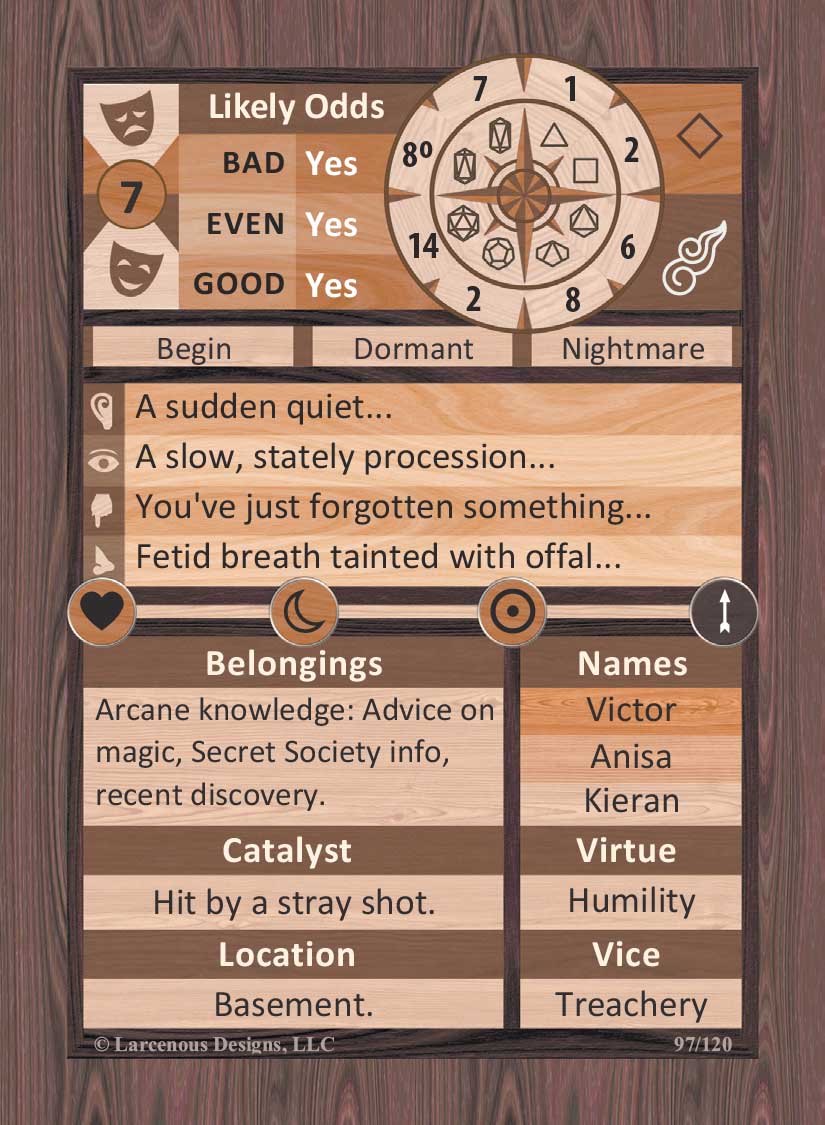 Likely Odds
7
BAD Yes
EVEN Yes
GOOD Yes
7
1
2
6
8
2
14
8º
Begin
Dormant
Nightmare
A sudden quiet...
A slow, stately procession...
You've just forgotten something...
Fetid breath tainted with offal...
Belongings
Arcane knowledge: Advice on
magic, Secret Society info,
recent discovery.
Names
Victor
Anisa
Kieran
Catalyst
Hit by a stray shot.
Virtue
Humility
Location
Basement.
Vice
Treachery
© Larcenous Designs, LLC
97/120